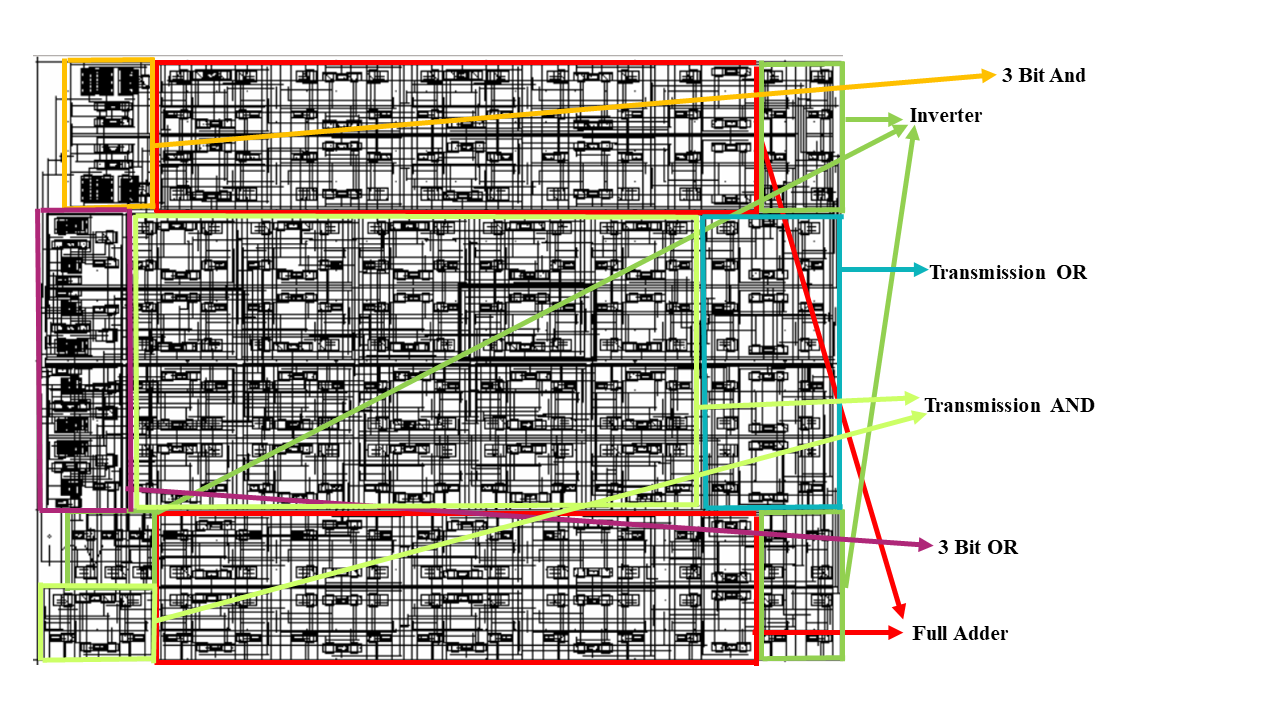 3 Bit And
Inverter
Transmission OR
Transmission AND
3 Bit OR
Full Adder